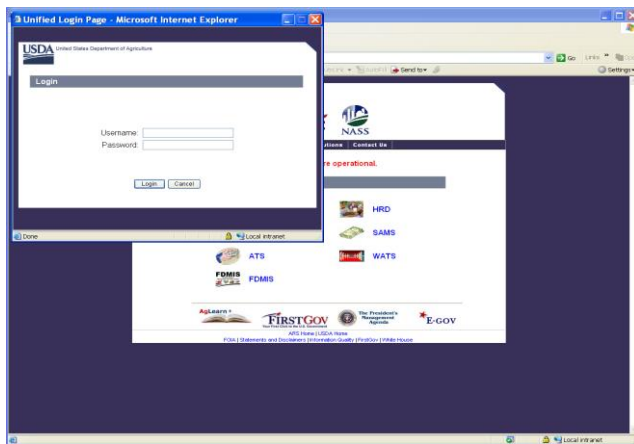 Unified Login Page - Microsoft Internet Explorer
USDA United States Department of Agriculture
Login
Username:
Password:
Login Cancel
Done Local intranet
Go Links »
Send to▾ Settings▾
NASS
Contact Us
re operational.
HRD
SAMS
ATS WATS
FDMIS FDMIS
AgLearn FIRSTGOV The President's Management Agenda E-GOV
ARS Home | USDA Home
FOIA | Statements and Disclaimers | Information Quality | FirstGov | White House
Local intranet